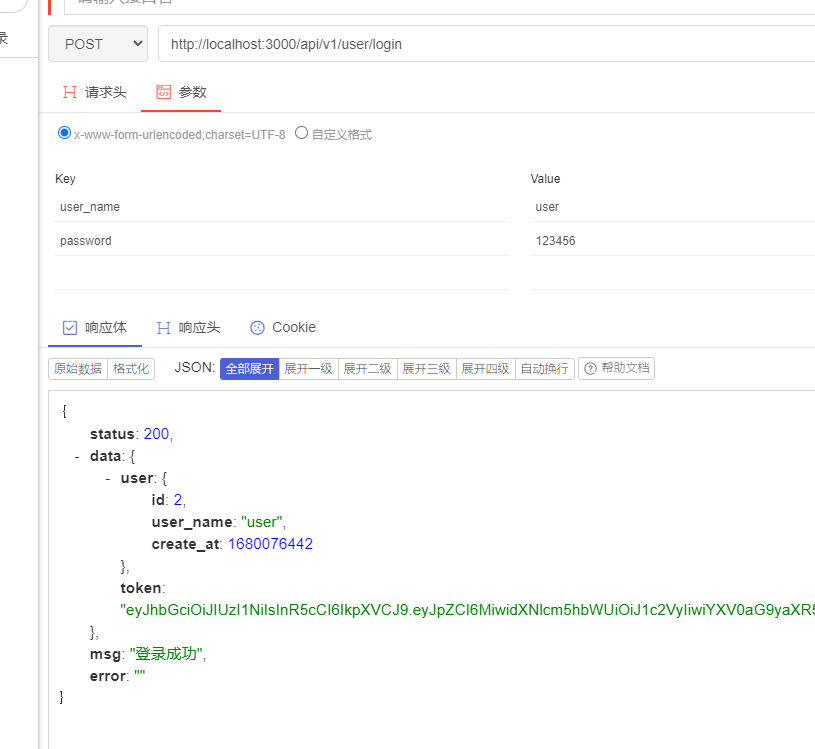 录
POST http://localhost:3000/api/v1/user/login
请求头 参数
x-www-form-urlencoded;charset=UTF-8 自定义格式
Key Value
user_name user
password 123456
响应体 响应头 Cookie
原始数据 格式化 JSON: 全部展开 展开一级 展开二级 展开三级 展开四级 自动换行 帮助文档
{
status: 200,
- data: {
- user: {
id: 2,
user_name: "user",
create_at: 1680076442
},
token:
"eyJhbGciOiJIUzI1NiIsInR5cCI6IkpXVCJ9.eyJpZCI6MiwidXNlcm5hbWUiOiJ1c2VyIiwiYXV0aG9yaXR5
},
msg: "登录成功",
error: ""
}